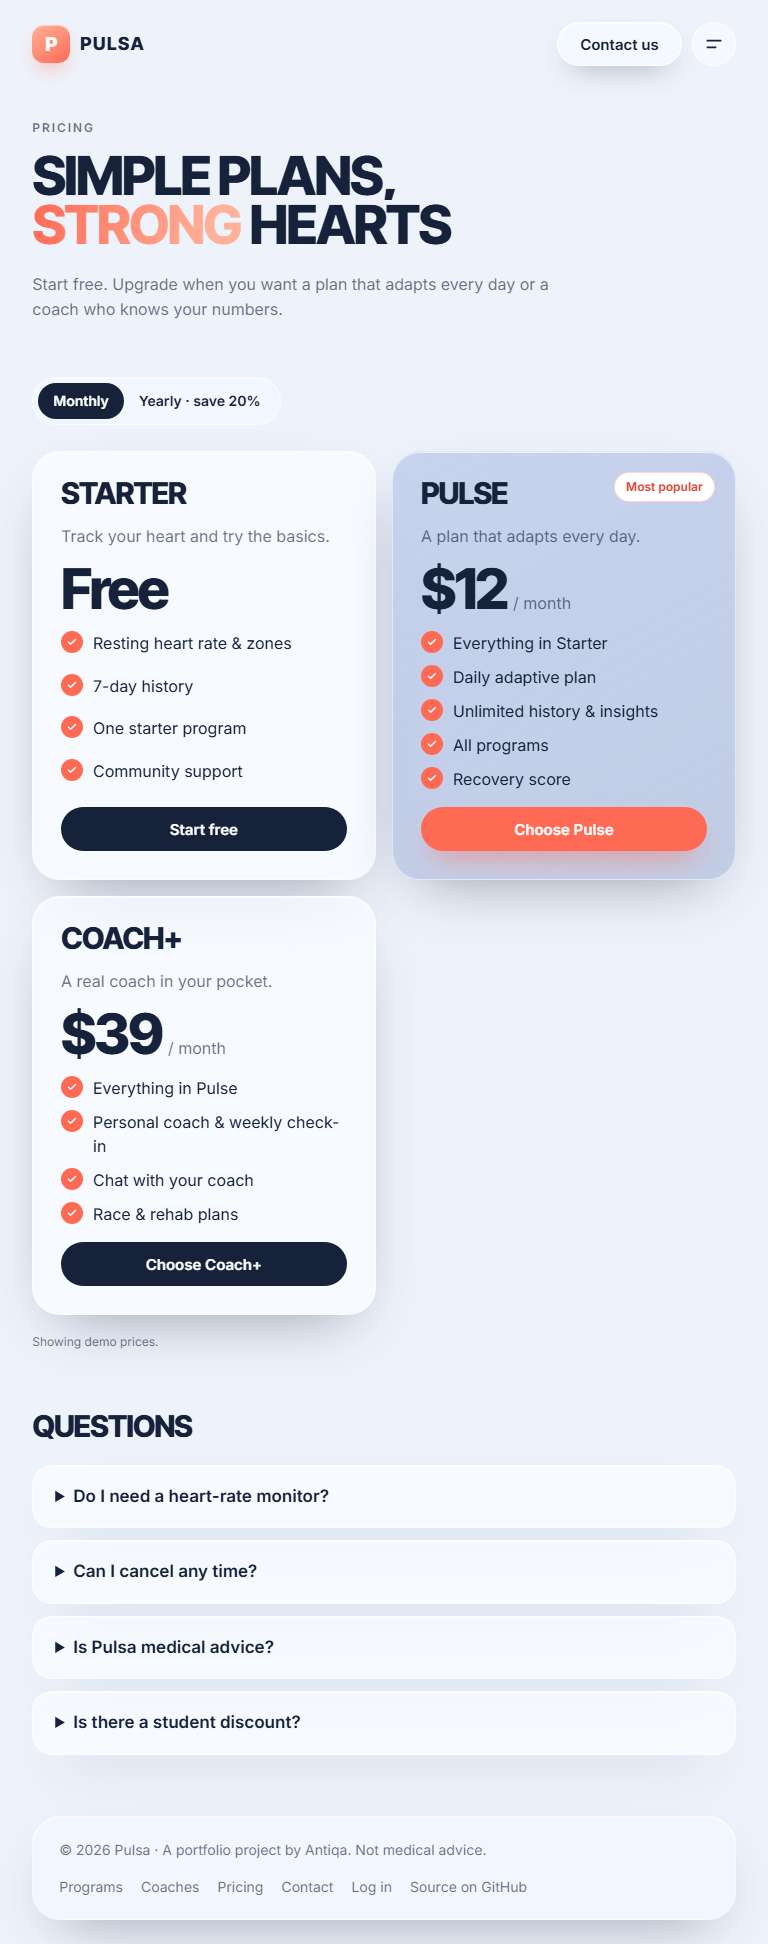 P PULSA
Contact us
PRICING
SIMPLE PLANS,
STRONG HEARTS
Start free. Upgrade when you want a plan that adapts every day or a
coach who knows your numbers.
Monthly
Yearly · save 20%
STARTER
Track your heart and try the basics.
Free
Resting heart rate & zones
7-day history
One starter program
Community support
Start free
PULSE
Most popular
A plan that adapts every day.
$12 / month
Everything in Starter
Daily adaptive plan
Unlimited history & insights
All programs
Recovery score
Choose Pulse
COACH+
A real coach in your pocket.
$39 / month
Everything in Pulse
Personal coach & weekly check-
in
Chat with your coach
Race & rehab plans
Choose Coach+
Showing demo prices.
QUESTIONS
Do I need a heart-rate monitor?
Can I cancel any time?
Is Pulsa medical advice?
Is there a student discount?
© 2026 Pulsa · A portfolio project by Antiqa. Not medical advice.
Programs Coaches Pricing Contact Log in Source on GitHub